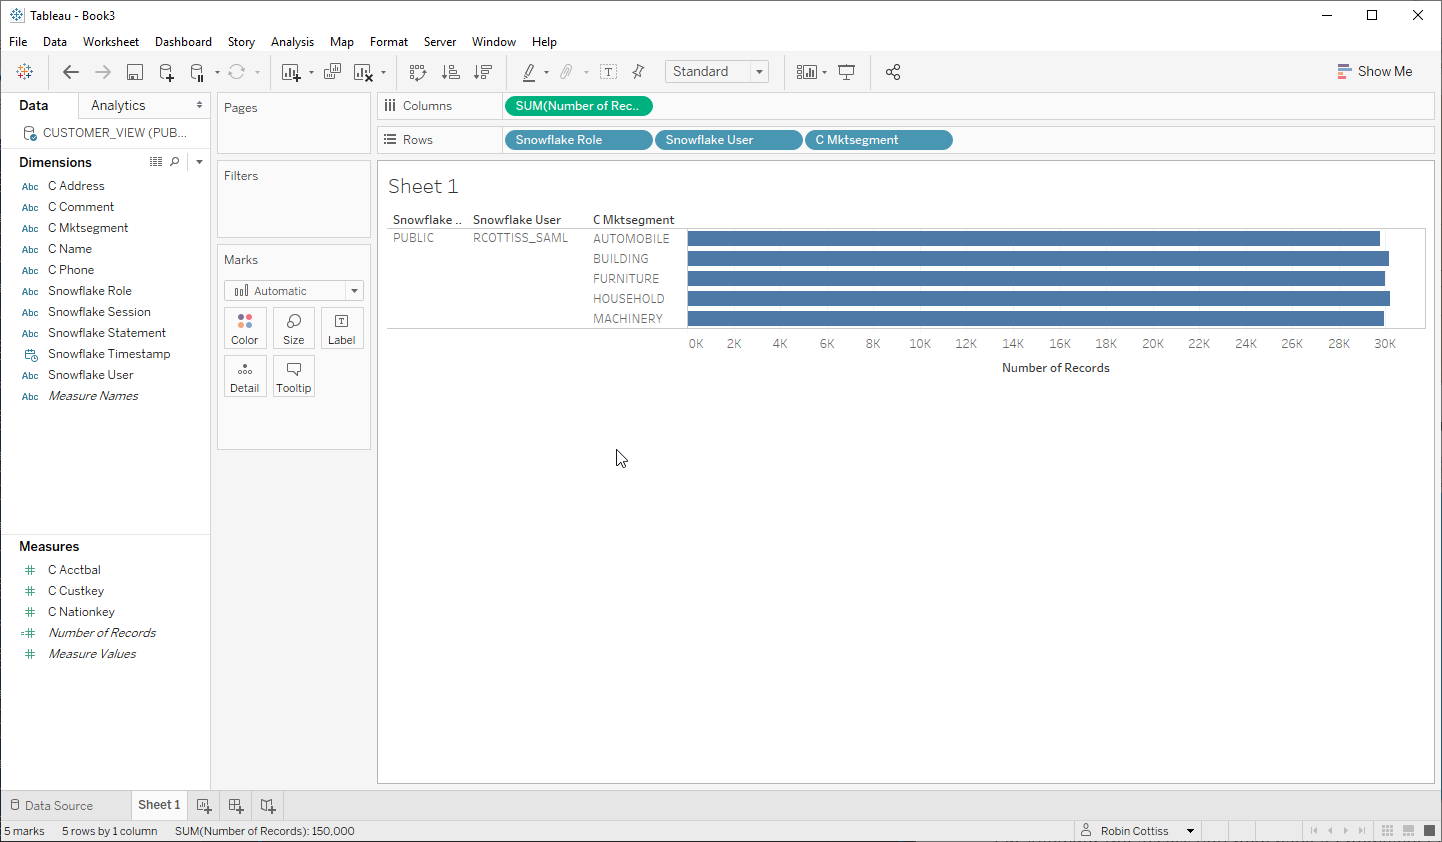 Tableau - Book3
File Data Worksheet Dashboard Story Analysis Map Format Server Window Help
Standard
Show Me
Data Analytics
CUSTOMER_VIEW (PUB...
Dimensions
Abc C Address
Abc C Comment
Abc C Mktsegment
Abc C Name
Abc C Phone
Abc Snowflake Role
Abc Snowflake Session
Abc Snowflake Statement
Snowflake Timestamp
Abc Snowflake User
Abc Measure Names
Measures
C Acctbal
C Custkey
C Nationkey
Number of Records
Measure Values
Pages
Filters
Marks
Automatic
Color Size Label
Detail Tooltip
Columns SUM(Number of Rec..
Rows Snowflake Role Snowflake User C Mktsegment
Sheet 1
Snowflake .. Snowflake User C Mktsegment
PUBLIC RCOTTISS_SAML AUTOMOBILE
BUILDING
FURNITURE
HOUSEHOLD
MACHINERY
0K 2K 4K 6K 8K 10K 12K 14K 16K 18K 20K 22K 24K 26K 28K 30K
Number of Records
Data Source Sheet 1
5 marks 5 rows by 1 column SUM(Number of Records): 150,000
Robin Cottiss